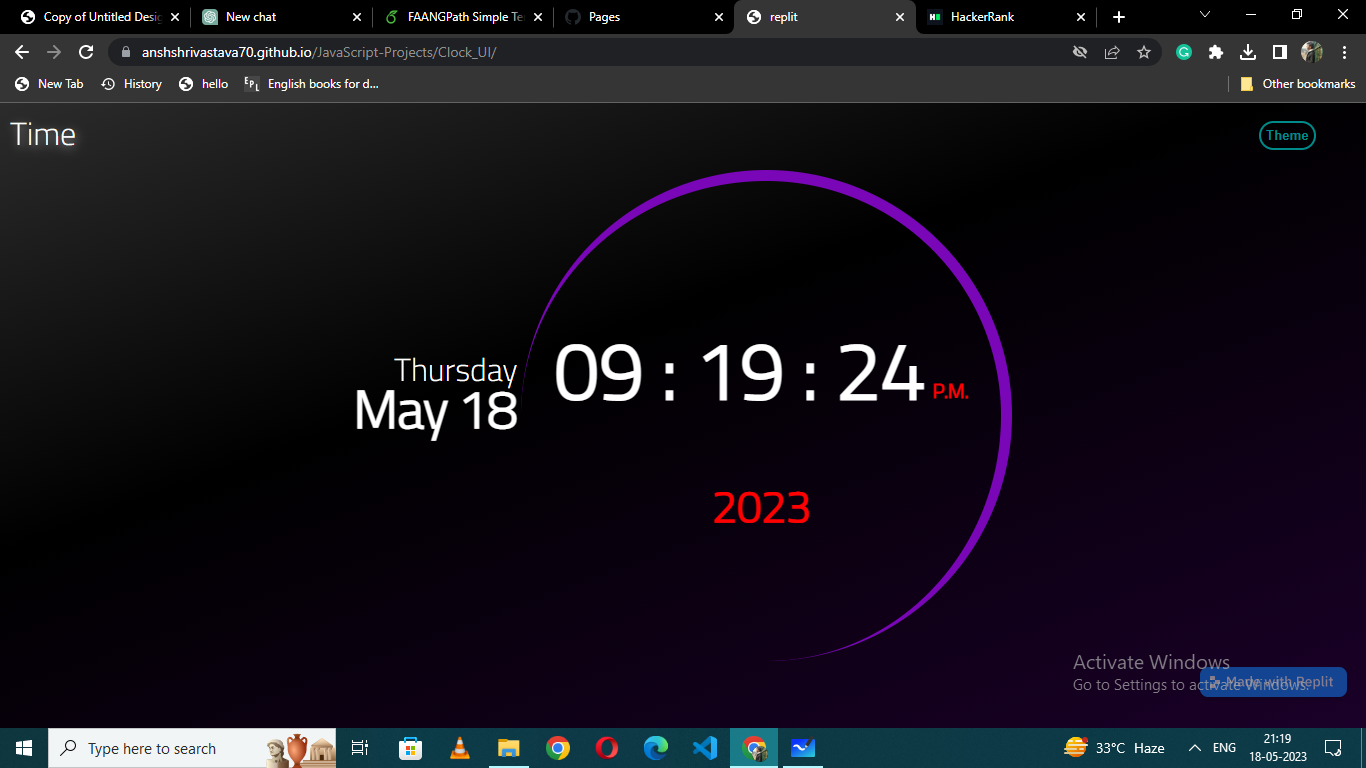 Copy of Untitled Desig
New chat
FAANGPath Simple Te
Pages
replit
HackerRank
anshshrivastava70.github.io/JavaScript-Projects/Clock_UI/
New Tab
History
hello
EPL
English books for d...
Other bookmarks
Time
Theme
Thursday
May 18
09 : 19 : 24 P.M.
2023
Activate Windows
Go to Settings to activate Windows.
Made with Replit
Type here to search
33°C Haze
ENG
21:19
18-05-2023